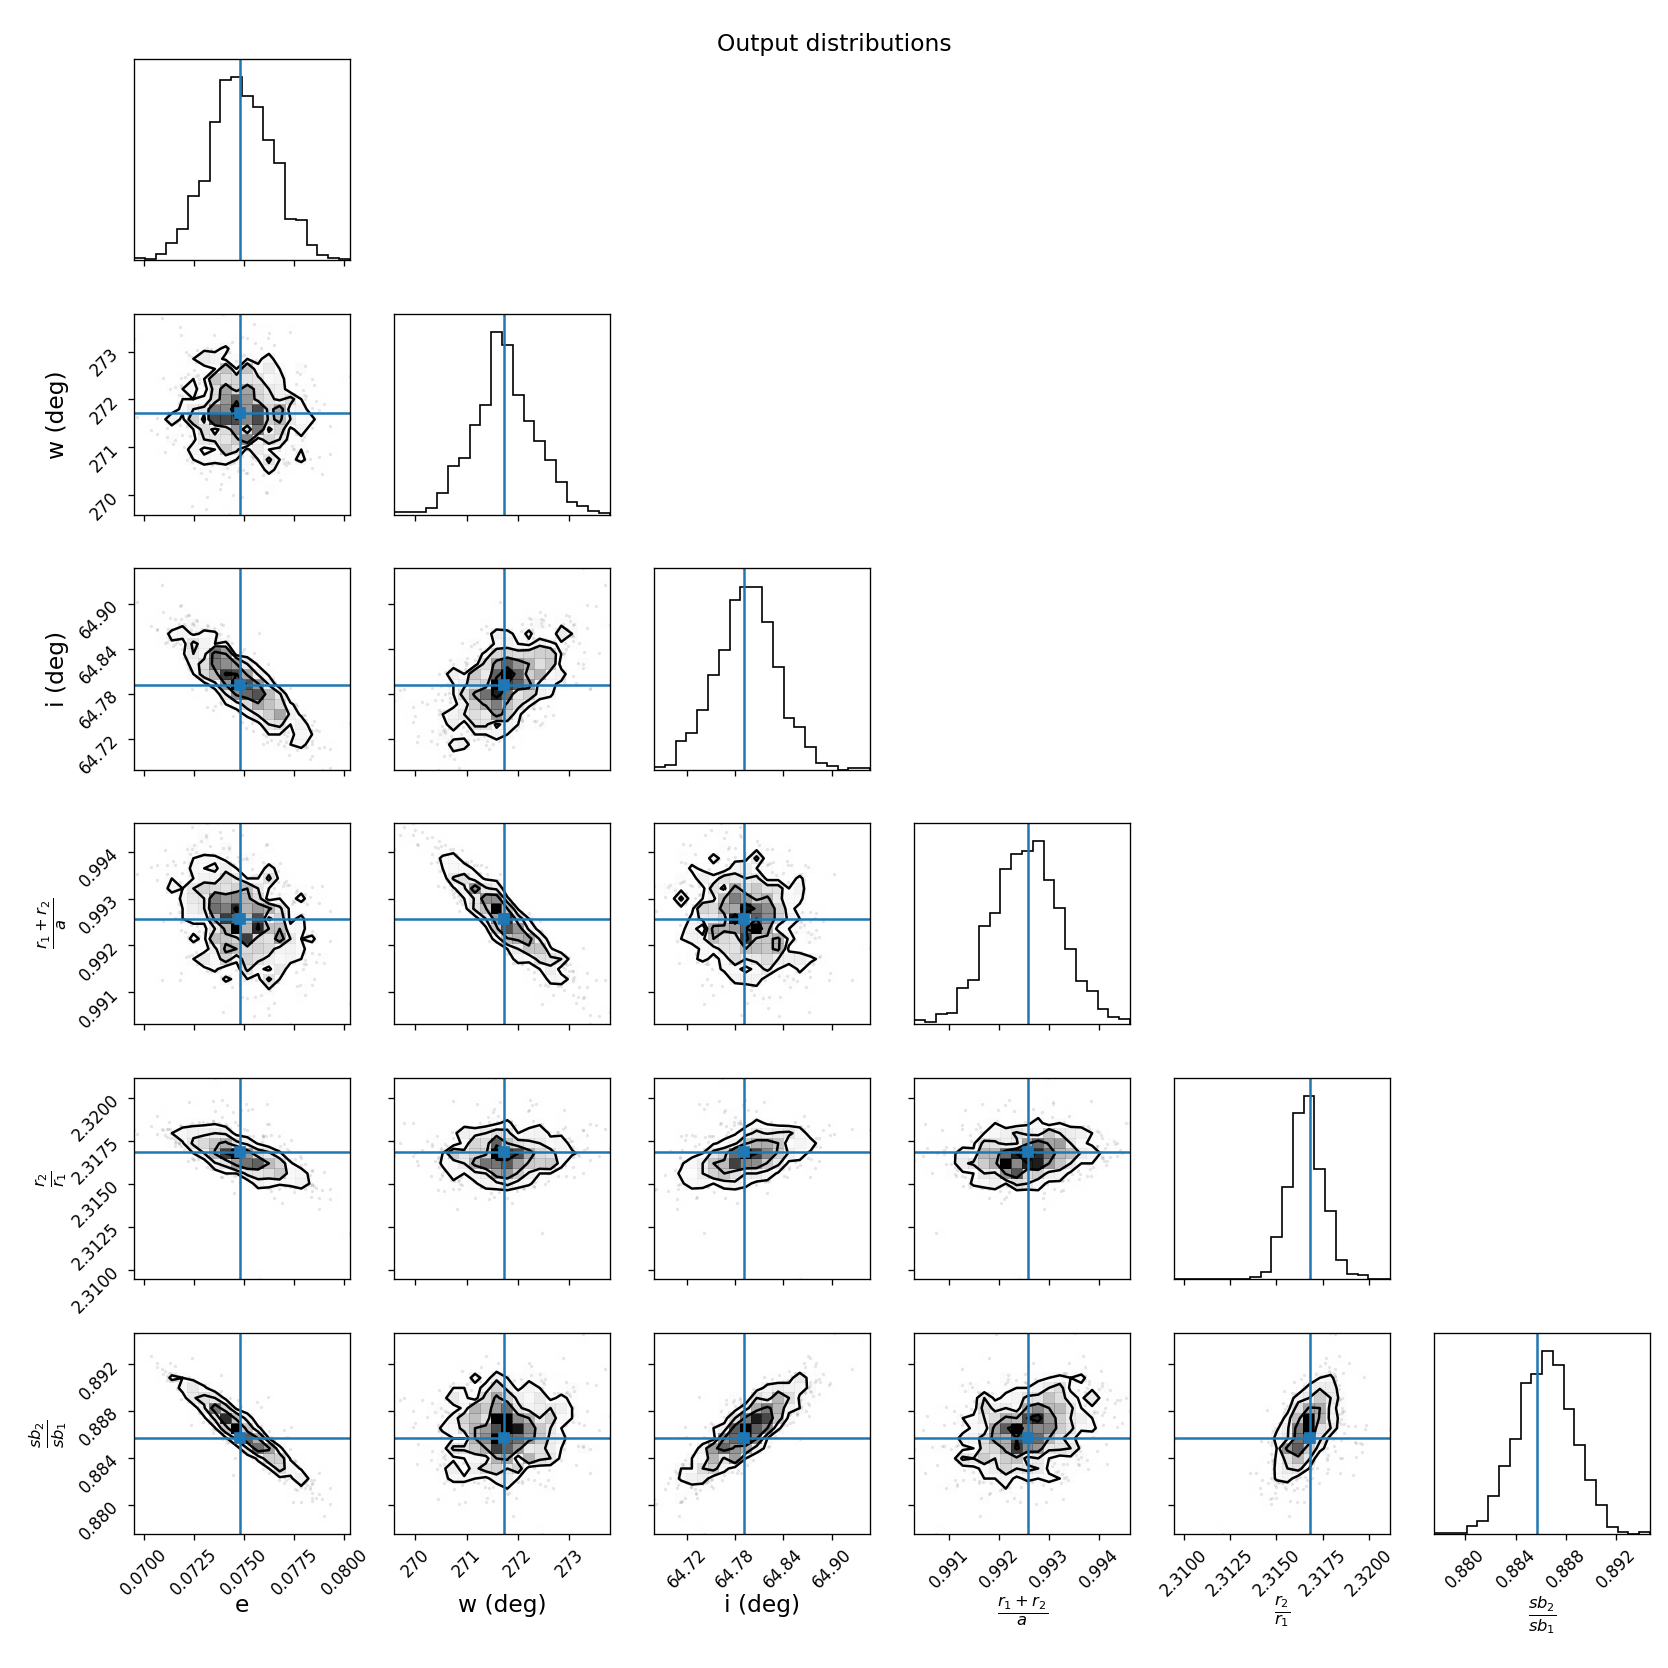 Output distributions
w (deg)
273
272
271
270
i (deg)
64.90
64.84
64.78
64.72
r₁ + r₂
a
0.994
0.993
0.992
0.991
r₂
r₁
2.3200
2.3175
2.3150
2.3125
2.3100
sb₂
sb₁
0.892
0.888
0.884
0.880
0.0700 0.0725 0.0750 0.0775 0.0800
270 271 272 273
64.72 64.78 64.84 64.90
0.991 0.992 0.993 0.994
2.3100 2.3125 2.3150 2.3175 2.3200
0.880 0.884 0.888 0.892
e
w (deg)
i (deg)
r₁ + r₂
a
r₂
r₁
sb₂
sb₁